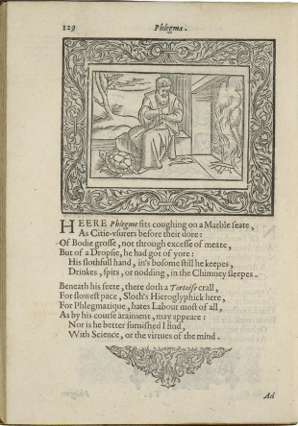 129
Phlegma.
HEERE Phlegme sits coughing on a Marble seate,
As Citie-vsurers before their dore:
Of Bodie grosse, not through excesse of meate,
But of a Dropsie, he had got of yore:
His slothfull hand, in's bosome still he keepes,
Drinkes, spits, or nodding, in the Chimney sleepes.
Beneath his feete, there doth a Tortoise crall,
For slowest pace, Sloth's Hieroglyphick here,
For Phlegmatique, hates Labour most of all,
As by his course araiment, may appeare:
Nor is he better furnished I find,
With Science, or the virtues of the mind.
Ad